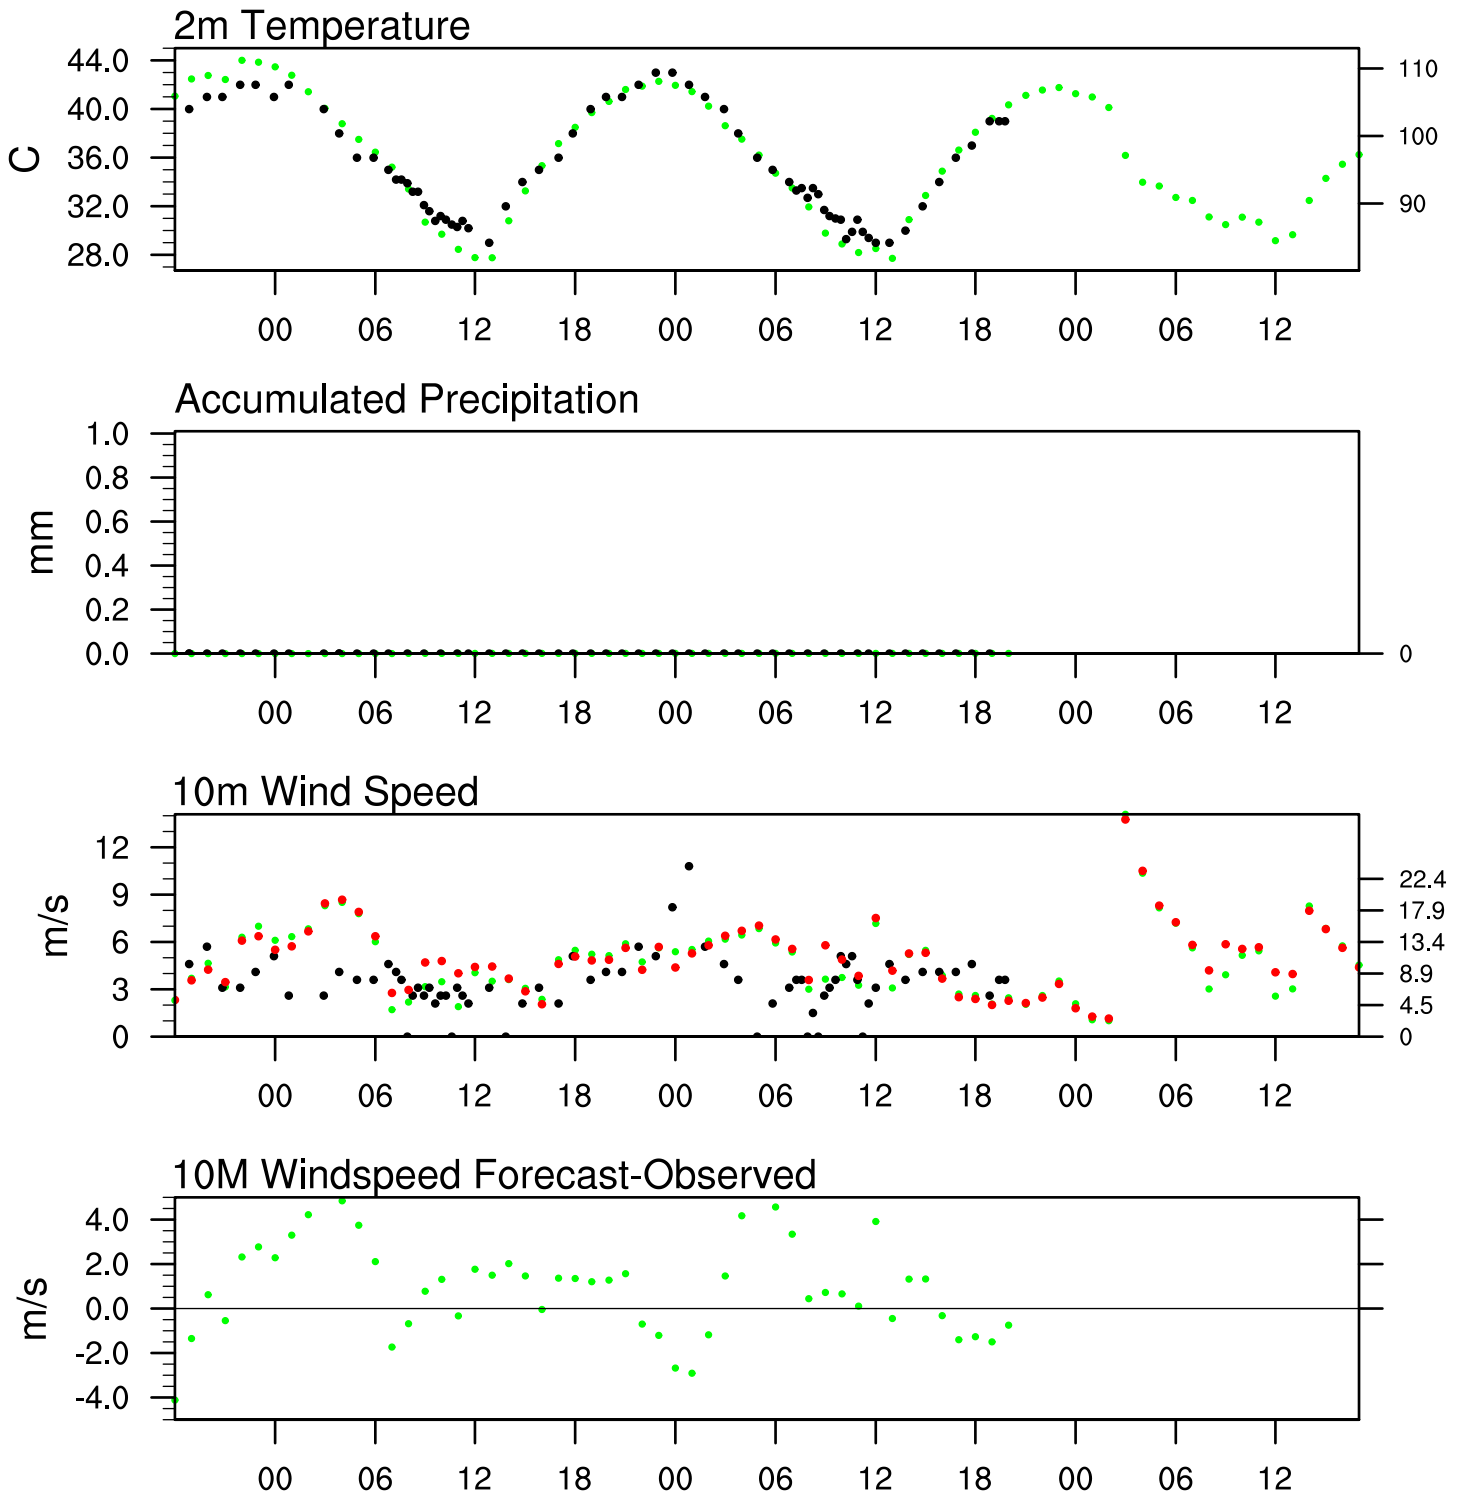 2m Temperature
44.0
40.0
36.0
32.0
28.0
C
110
100
90
00 06 12 18 00 06 12 18 00 06 12
Accumulated Precipitation
1.0
0.8
0.6
0.4
0.2
0.0
mm
0
00 06 12 18 00 06 12 18 00 06 12
10m Wind Speed
12
9
6
3
0
m/s
22.4
17.9
13.4
8.9
4.5
0
00 06 12 18 00 06 12 18 00 06 12
10M Windspeed Forecast-Observed
4.0
2.0
0.0
-2.0
-4.0
m/s
00 06 12 18 00 06 12 18 00 06 12